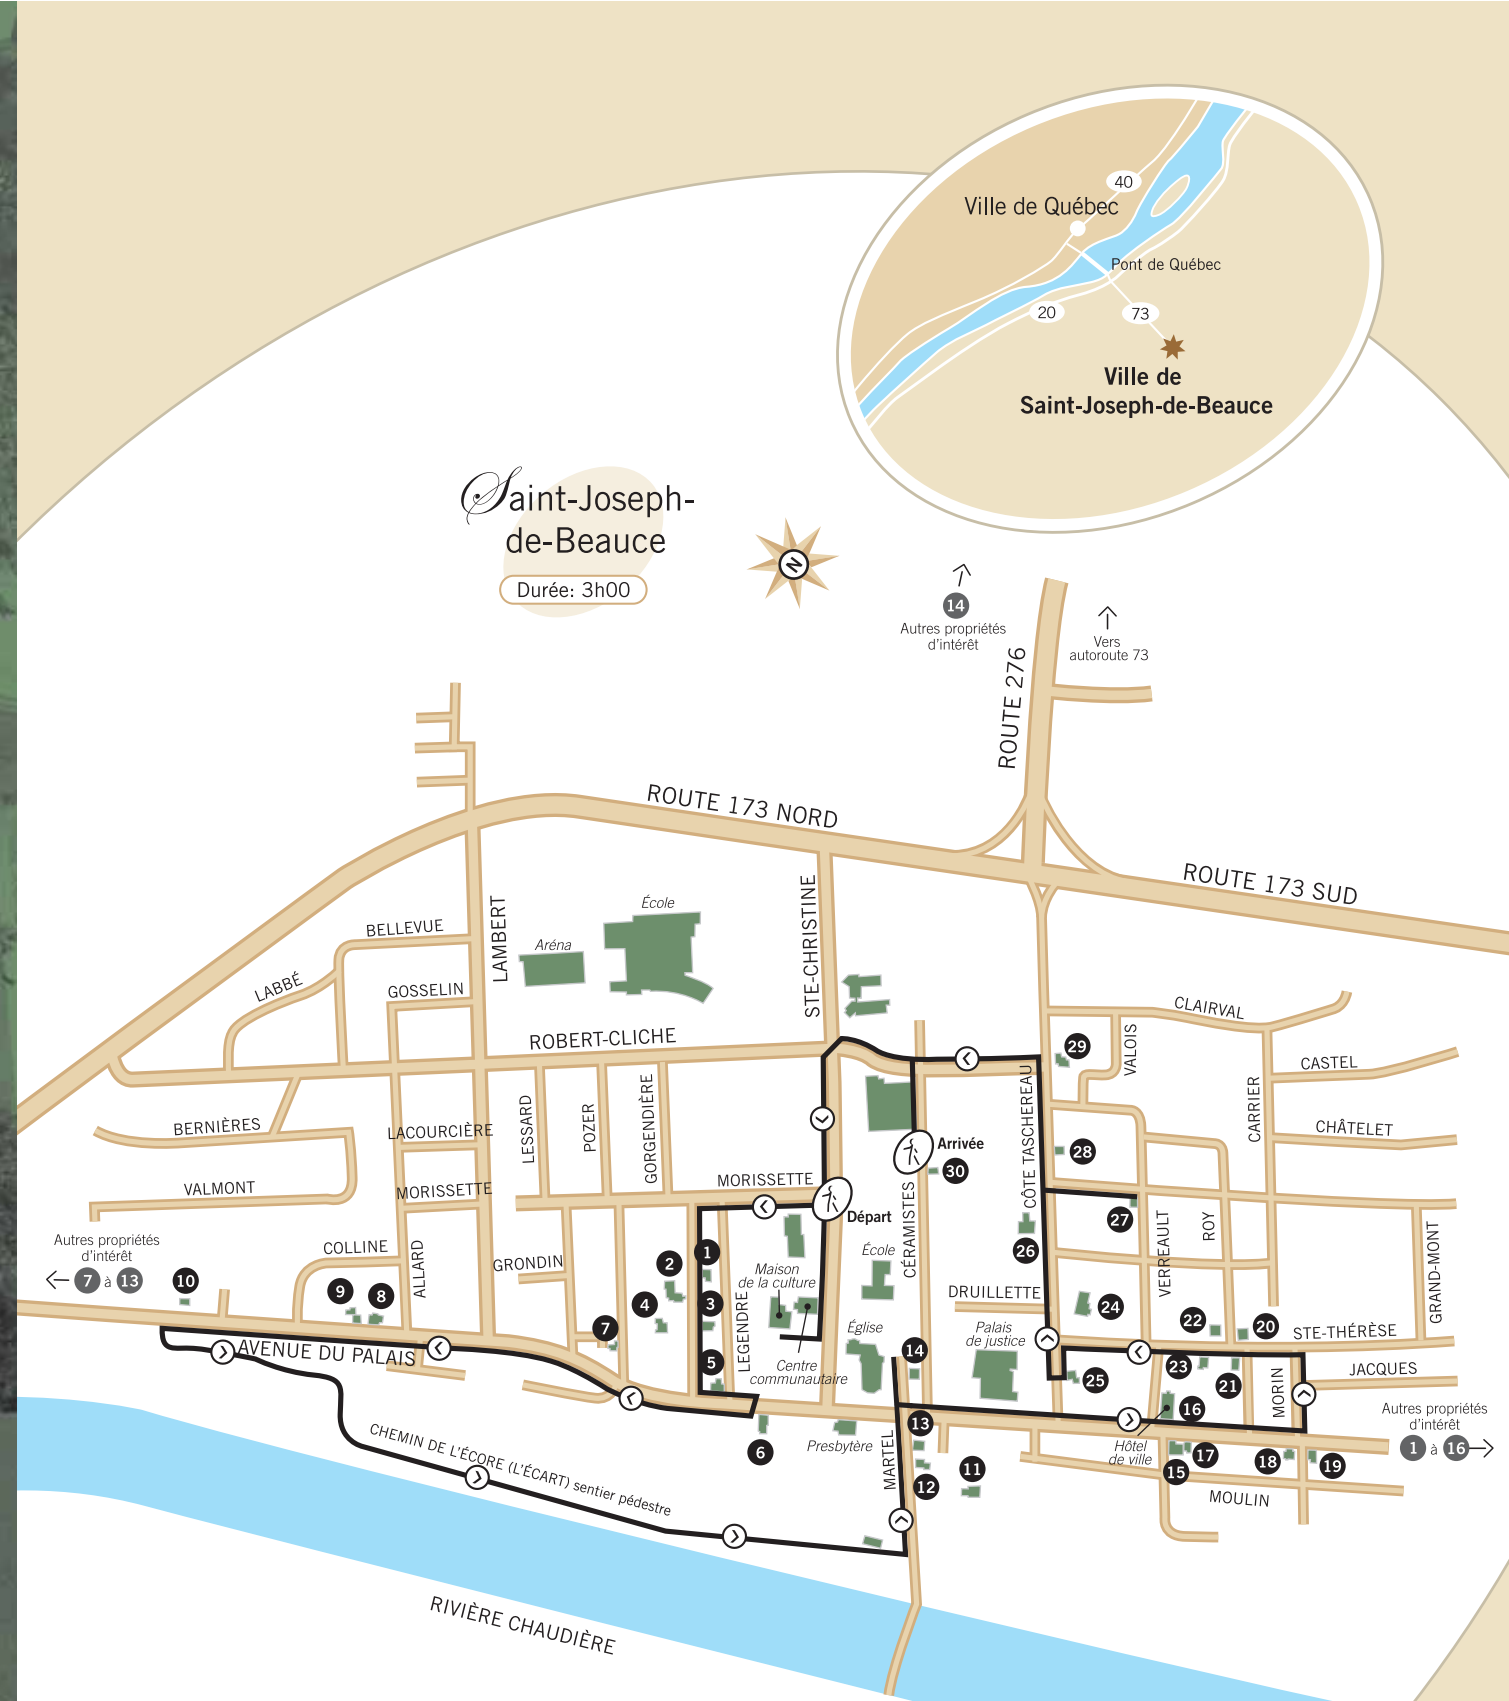 40
Ville de Québec
Pont de Québec
20
73
Ville de
Saint-Joseph-de-Beauce
Saint-Joseph-
de-Beauce
Durée: 3h00
N
14
Autres propriétés
d'intérêt
Vers
autoroute 73
ROUTE 276
ROUTE 173 NORD
ROUTE 173 SUD
École
Aréna
BELLEVUE
LAMBERT
STE-CHRISTINE
LABBÉ
GOSSELIN
ROBERT-CLICHE
CLAIRVAL
VALOIS
29
CASTEL
CARRIER
CHÂTELET
BERNIÈRES
LACOURCIÈRE
LESSARD
POZER
GORGENDIÈRE
CÔTE TASCHEREAU
Arrivée
30
28
VALMONT
MORISSETTE
MORISSETTE
Départ
CÉRAMISTES
27
VERREAULT
ROY
GRAND-MONT
Autres propriétés
d'intérêt
7 à 13
10
COLLINE
ALLARD
GRONDIN
9
8
2
1
4
3
7
5
LEGENDRE
Maison
de la culture
École
26
DRUILLETTE
24
22
20
STE-THÉRÈSE
Église
Palais
de justice
14
AVENUE DU PALAIS
Centre
communautaire
25
23
21
MORIN
JACQUES
16
Autres propriétés
d'intérêt
1 à 16
CHEMIN DE L'ÉCORE (L'ÉCART) sentier pédestre
6
Presbytère
MARTEL
13
12
11
Hôtel
de ville
15
17
18
19
MOULIN
RIVIÈRE CHAUDIÈRE